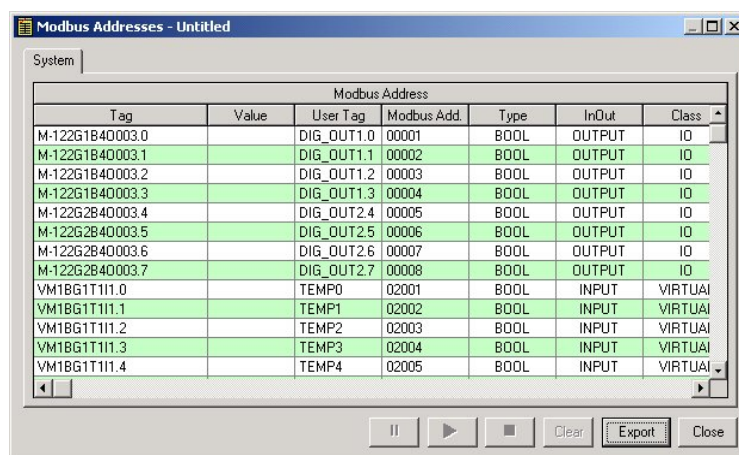 Modbus Addresses - Untitled
System
Modbus Address
Tag Value User Tag Modbus Add. Type InOut Class
M-122G1B4O003.0 DIG_OUT1.0 00001 BOOL OUTPUT IO
M-122G1B4O003.1 DIG_OUT1.1 00002 BOOL OUTPUT IO
M-122G1B4O003.2 DIG_OUT1.2 00003 BOOL OUTPUT IO
M-122G1B4O003.3 DIG_OUT1.3 00004 BOOL OUTPUT IO
M-122G2B4O003.4 DIG_OUT2.4 00005 BOOL OUTPUT IO
M-122G2B4O003.5 DIG_OUT2.5 00006 BOOL OUTPUT IO
M-122G2B4O003.6 DIG_OUT2.6 00007 BOOL OUTPUT IO
M-122G2B4O003.7 DIG_OUT2.7 00008 BOOL OUTPUT IO
VM1BG1T1I1.0 TEMP0 02001 BOOL INPUT VIRTUAL
VM1BG1T1I1.1 TEMP1 02002 BOOL INPUT VIRTUAL
VM1BG1T1I1.2 TEMP2 02003 BOOL INPUT VIRTUAL
VM1BG1T1I1.3 TEMP3 02004 BOOL INPUT VIRTUAL
VM1BG1T1I1.4 TEMP4 02005 BOOL INPUT VIRTUAL
Clear Export Close